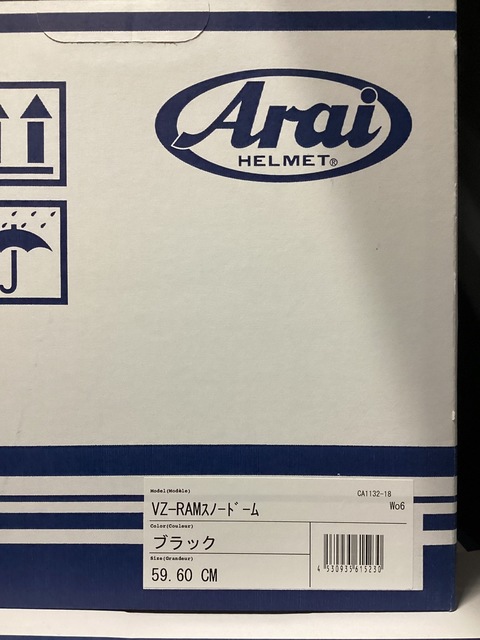 Arai
HELMET®
Model(Modèle)
CA1132-18
VZ-RAMｽﾉｰﾄﾞｰﾑ
Wo6
Color(Couleur)
ブラック
Size(Grandeur)
59.60 CM
4 530935 615230